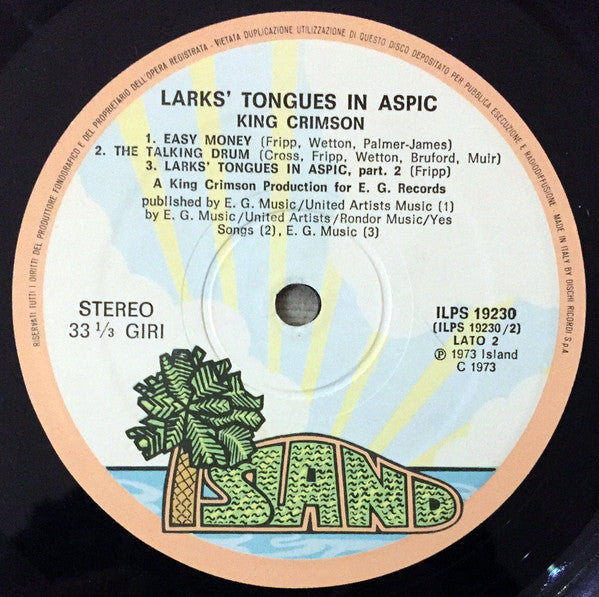 RISERVATI TUTTI I DIRITTI DEL PRODUTTORE FONOGRAFICO E DEL PROPRIETARIO DELL'OPERA REGISTRATA - VIETATA DUPLICAZIONE UTILIZZAZIONE DI QUESTO DISCO DEPOSITATO PER PUBBLICA ESECUZIONE E RADIODIFFUSIONE MADE IN ITALY BY DISCHI RICORDI S.p.A.
LARKS' TONGUES IN ASPIC
KING CRIMSON
1. EASY MONEY (Fripp, Wetton, Palmer-James)
2. THE TALKING DRUM (Cross, Fripp, Wetton, Bruford, Muir)
3. LARKS' TONGUES IN ASPIC, part. 2 (Fripp)
A King Crimson Production for E. G. Records
published by E. G. Music/United Artists Music (1)
by E. G. Music/United Artists/Rondor Music/Yes
Songs (2), E. G. Music (3)
STEREO
33 1/3 GIRI
ILPS 19230
(ILPS 19230/2)
LATO 2
℗ 1973 Island
C 1973
ISLAND